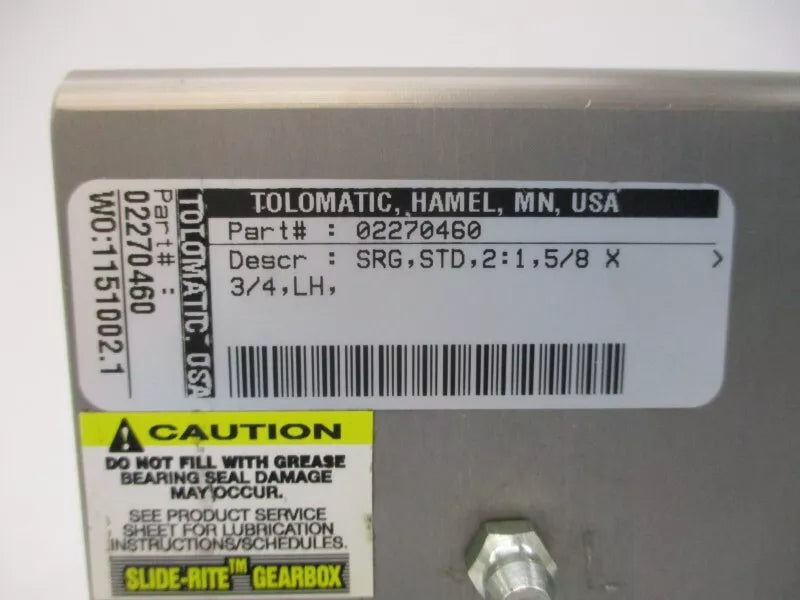 TOLOMATIC, HAMEL, MN, USA
Part# : 02270460
Descr : SRG,STD,2:1,5/8 X
3/4,LH,
TOLOMATIC. USA
Part# :
02270460
WO:1151002.1
CAUTION
DO NOT FILL WITH GREASE
BEARING SEAL DAMAGE
MAY OCCUR.
SEE PRODUCT SERVICE
SHEET FOR LUBRICATION
INSTRUCTIONS/SCHEDULES.
SLIDE-RITE™ GEARBOX